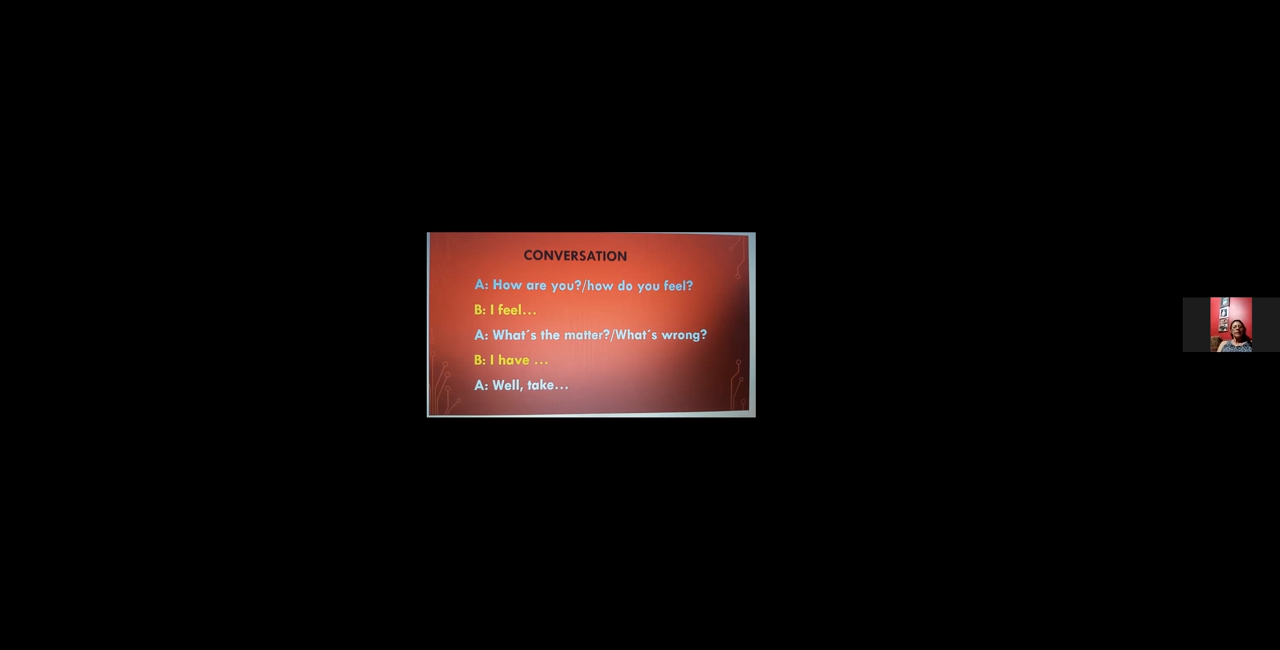 CONVERSATION
A: How are you?/how do you feel?
B: I feel...
A: What´s the matter?/What´s wrong?
B: I have ...
A: Well, take...